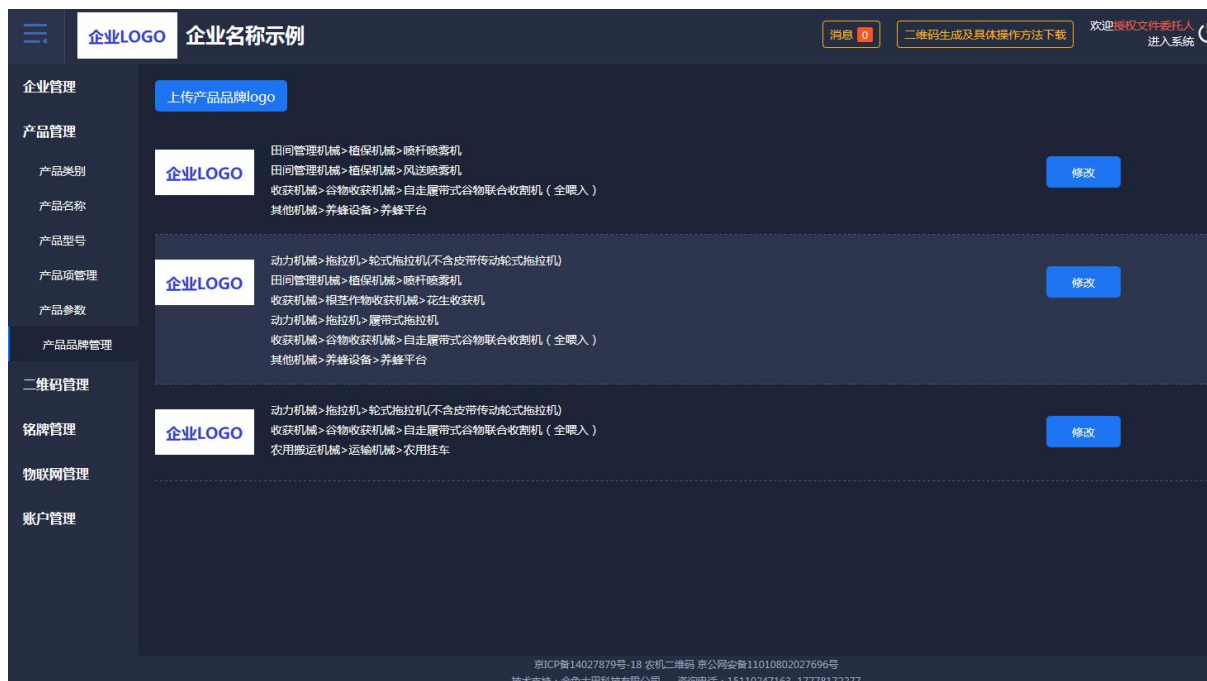 企业LOGO 企业名称示例 消息 0 二维码生成及具体操作方法下载 欢迎授权文件委托人
进入系统
企业管理
产品管理
产品类别
产品名称
产品型号
产品项管理
产品参数
产品品牌管理
二维码管理
铭牌管理
物联网管理
账户管理
上传产品品牌logo
企业LOGO
田间管理机械>植保机械>喷杆喷雾机
田间管理机械>植保机械>风送喷雾机
收获机械>谷物收获机械>自走履带式谷物联合收割机(全喂入)
其他机械>养蜂设备>养蜂平台
修改
企业LOGO
动力机械>拖拉机>轮式拖拉机(不含皮带传动轮式拖拉机)
田间管理机械>植保机械>喷杆喷雾机
收获机械>根茎作物收获机械>花生收获机
动力机械>拖拉机>履带式拖拉机
收获机械>谷物收获机械>自走履带式谷物联合收割机(全喂入)
其他机械>养蜂设备>养蜂平台
修改
企业LOGO
动力机械>拖拉机>轮式拖拉机(不含皮带传动轮式拖拉机)
收获机械>谷物收获机械>自走履带式谷物联合收割机(全喂入)
农用搬运机械>运输机械>农用挂车
修改
京ICP备14027879号-18 农机二维码 京公网安备11010802027696号
技术支持:金色大田科技有限公司 咨询电话:15110247163 17778172277